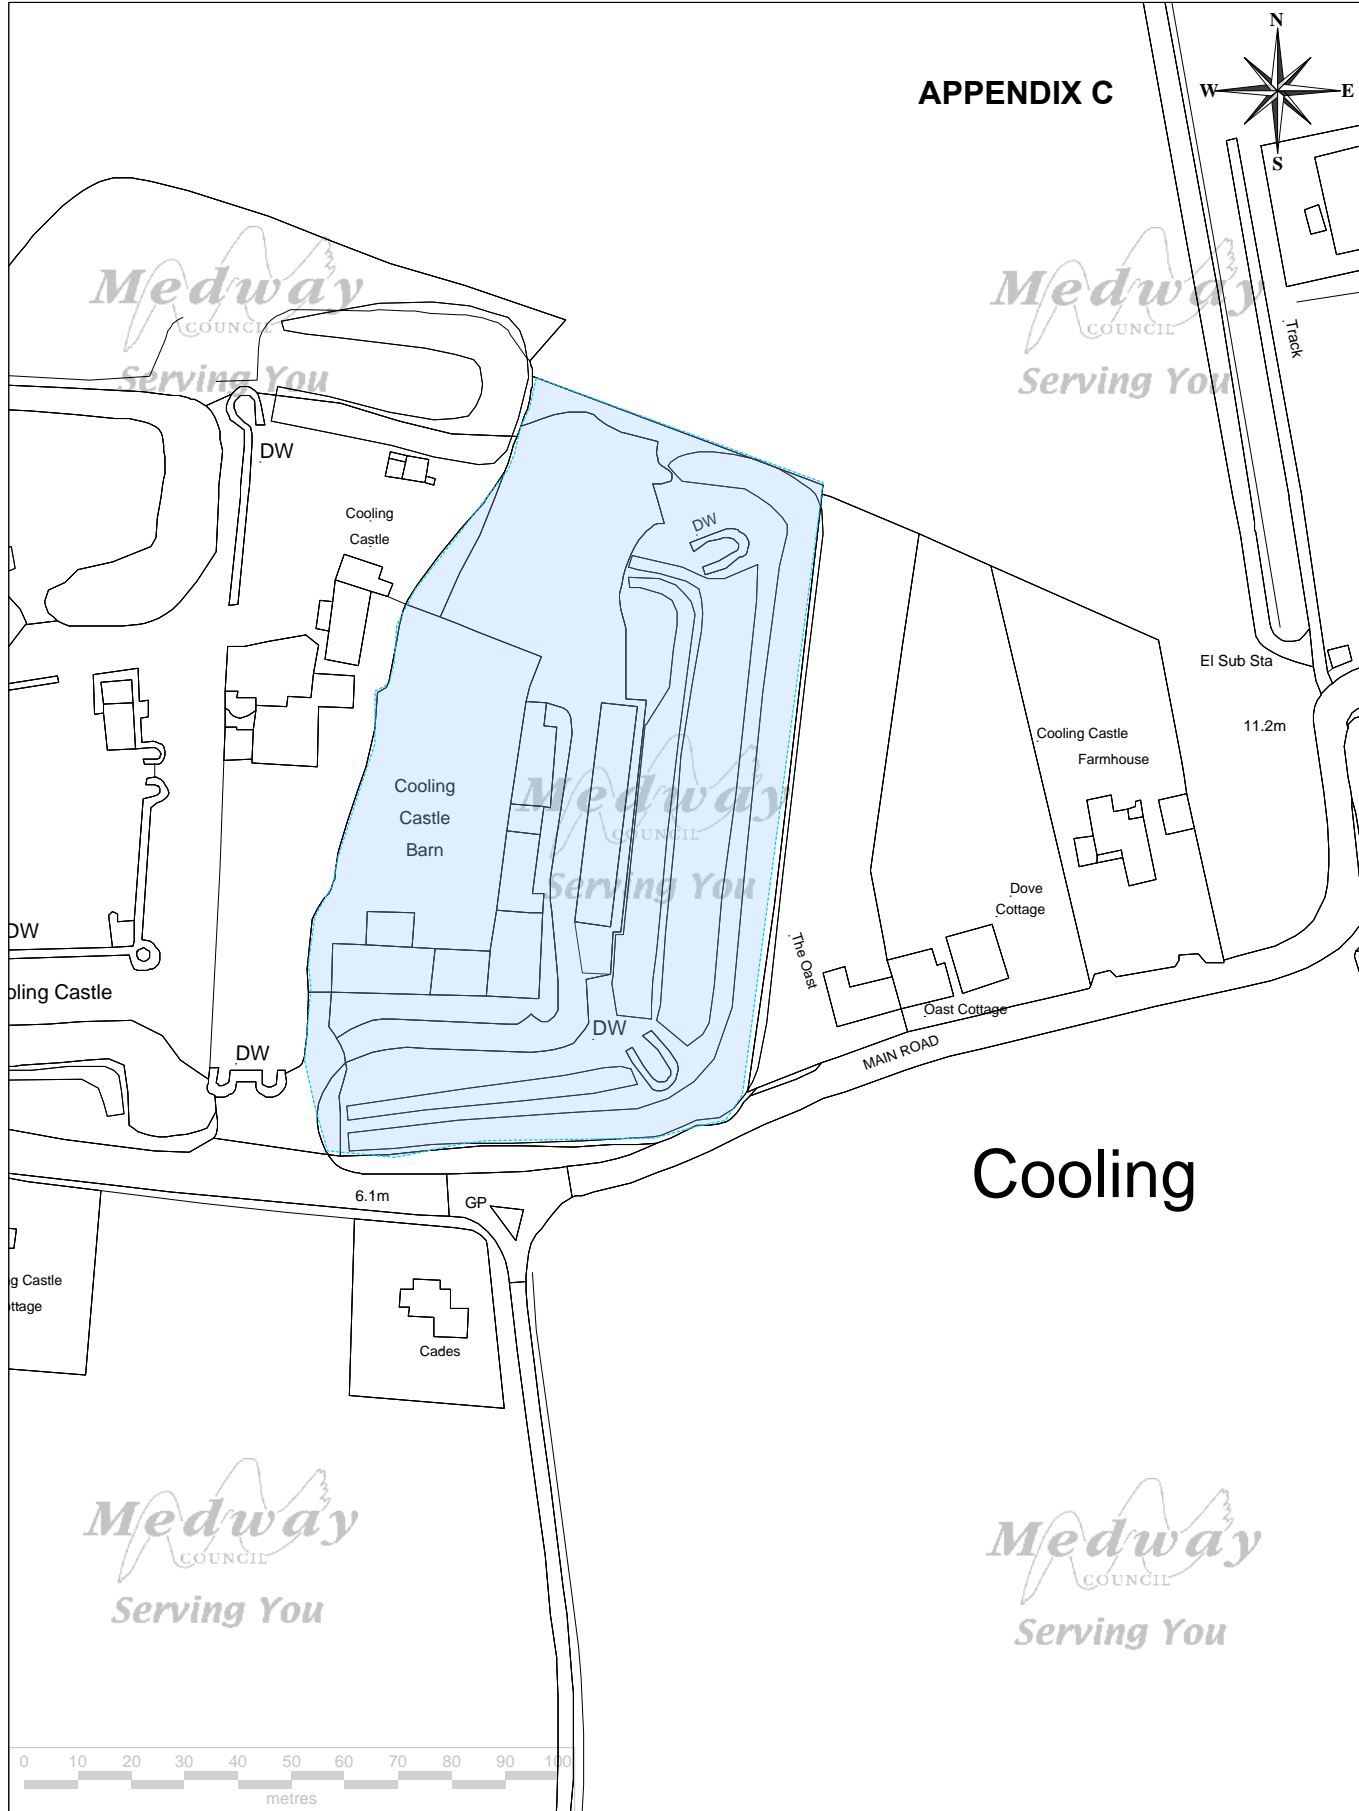 APPENDIX C
N
W
E
S
Medway
COUNCIL
Serving You
Medway
COUNCIL
Serving You
Track
DW
Cooling
Castle
DW
El Sub Sta
11.2m
Cooling Castle
Farmhouse
Cooling
Castle
Barn
Medway
COUNCIL
Serving You
Dove
Cottage
The Oast
Oast Cottage
DW
oling Castle
DW
DW
MAIN ROAD
Cooling
6.1m
GP
g Castle
ttage
Cades
Medway
COUNCIL
Serving You
Medway
COUNCIL
Serving You
0 10 20 30 40 50 60 70 80 90 100
metres